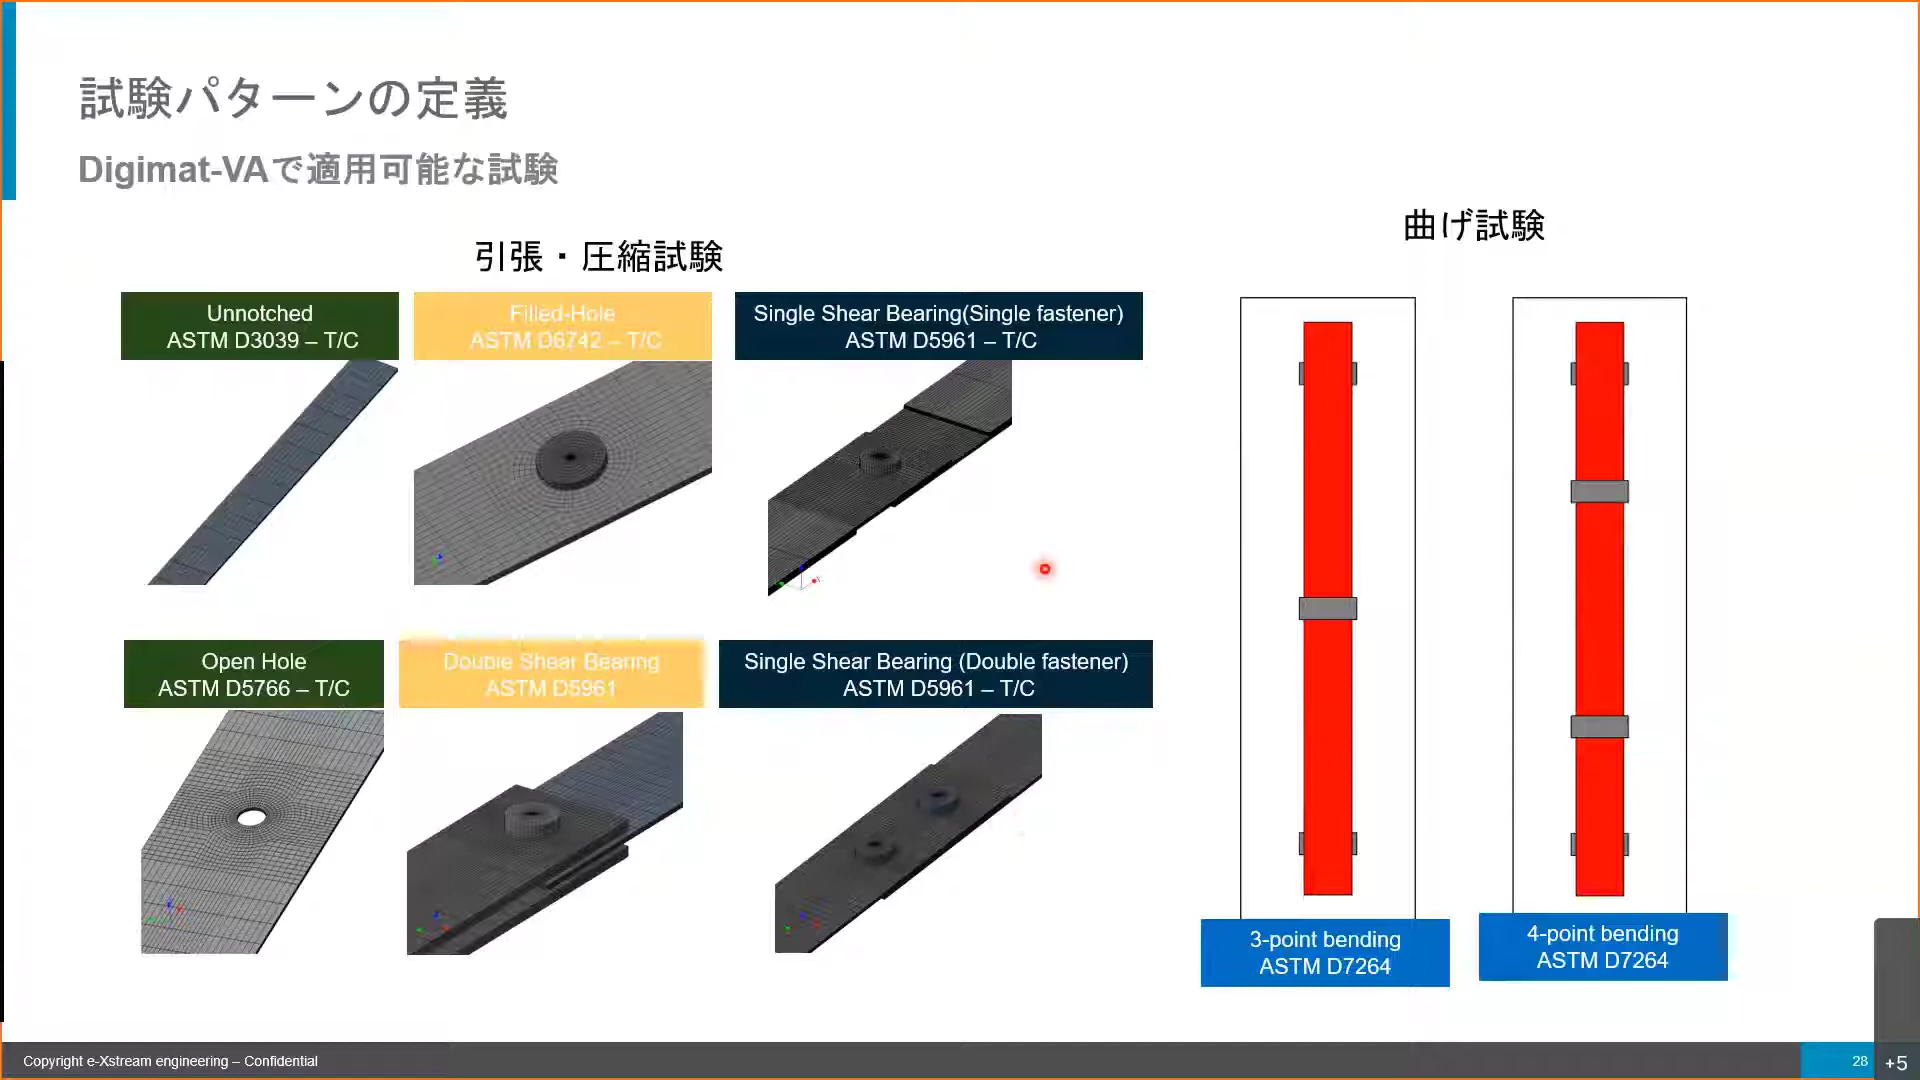 試験パターンの定義
Digimat-VAで適用可能な試験
引張・圧縮試験
曲げ試験
Unnotched
ASTM D3039 – T/C
Filled-Hole
ASTM D6742 – T/C
Single Shear Bearing(Single fastener)
ASTM D5961 – T/C
Open Hole
ASTM D5766 – T/C
Double Shear Bearing
ASTM D5961
Single Shear Bearing (Double fastener)
ASTM D5961 – T/C
3-point bending
ASTM D7264
4-point bending
ASTM D7264
Copyright e-Xstream engineering – Confidential
28
+5